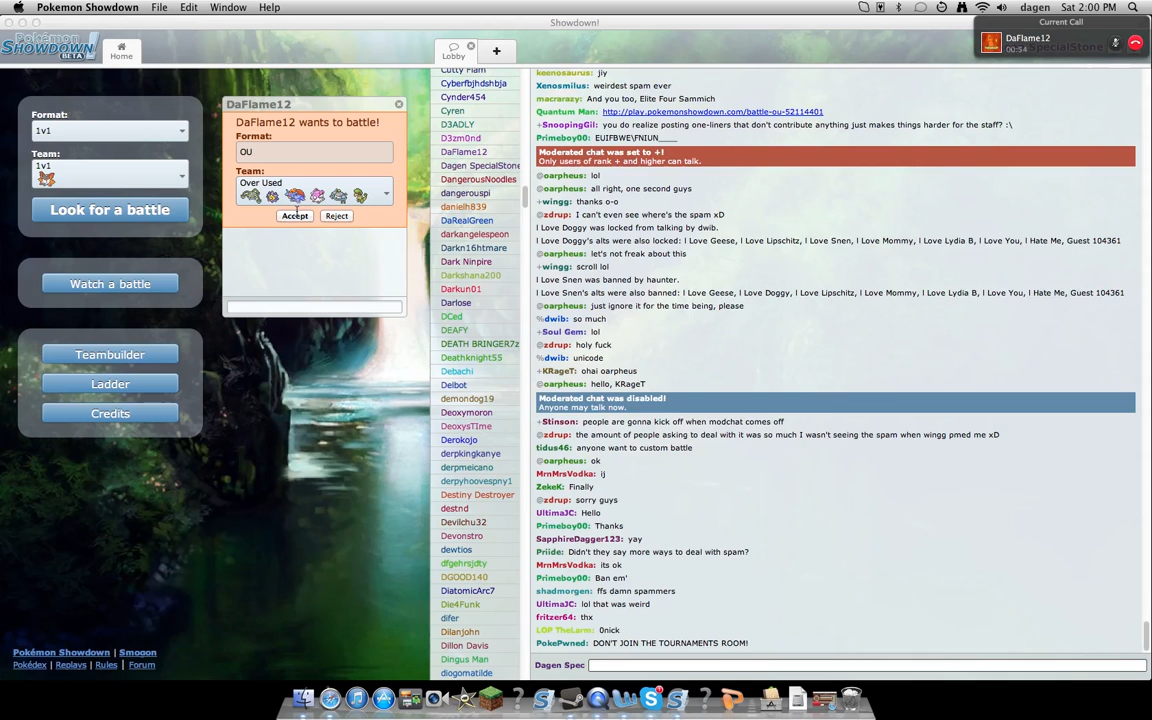 Pokemon Showdown File Edit Window Help
dagen Sat 2:00 PM
Showdown!
Current Call
DaFlame12
00:54
SpecialStone
Pokémon
SHOWDOWN!
BETA
Home
Lobby
+
Format:
1v1
Team:
1v1
Look for a battle
Watch a battle
Teambuilder
Ladder
Credits
Pokémon Showdown | Smogon
Pokédex | Replays | Rules | Forum
DaFlame12
DaFlame12 wants to battle!
Format:
OU
Team:
Over Used
Accept Reject
Cutty Flam
Cyberfbjhdshbja
Cynder454
Cyren
D3ADLY
D3zm0nd
DaFlame12
Dagen SpecialStone
DangerousNoodles
dangerouspi
danielh839
DaRealGreen
darkangelespeon
Darkn16htmare
Dark Ninpire
Darkshana200
Darkun01
Darlose
DCed
DEAFY
DEATH BRINGER7z
Deathknight55
Debachi
Delbot
demondog19
Deoxymoron
DeoxysTIme
Derokojo
derpkingkanye
derpmeicano
derpyhoovespny1
Destiny Destroyer
destnd
Devilchu32
Devonstro
dewtios
dfgehrsjdty
DGOOD140
DiatomicArc7
Die4Funk
difer
Dilanjohn
Dillon Davis
Dingus Man
diogomatilde
keenosaurus: jiy
Xenosmilus: weirdest spam ever
macrarazy: And you too, Elite Four Sammich
Quantum Man: http://play.pokemonshowdown.com/battle-ou-52114401
+SnoopingGil: you do realize posting one-liners that don't contribute anything just makes things harder for the staff? :\
Primeboy00: EUIFBWE\FNIUN____
Moderated chat was set to +!
Only users of rank + and higher can talk.
@oarpheus: lol
@oarpheus: all right, one second guys
+wingg: thanks o-o
@zdrup: I can't even see where's the spam xD
l Love Doggy was locked from talking by dwib.
l Love Doggy's alts were also locked: l Love Geese, l Love Lipschitz, l Love Snen, l Love Mommy, l Love Lydia B, l Love You, l Hate Me, Guest 104361
@oarpheus: let's not freak about this
+wingg: scroll lol
l Love Snen was banned by haunter.
l Love Snen's alts were also banned: l Love Geese, l Love Doggy, l Love Lipschitz, l Love Mommy, l Love Lydia B, l Love You, l Hate Me, Guest 104361
@oarpheus: just ignore it for the time being, please
%dwib: so much
+Soul Gem: lol
@zdrup: holy fuck
%dwib: unicode
+KRageT: ohai oarpheus
@oarpheus: hello, KRageT
Moderated chat was disabled!
Anyone may talk now.
+Stinson: people are gonna kick off when modchat comes off
@zdrup: the amount of people asking to deal with it was so much I wasn't seeing the spam when wingg pmed me xD
tidus46: anyone want to custom battle
@oarpheus: ok
MrnMrsVodka: ij
ZekeK: Finally
@zdrup: sorry guys
UltimaJC: Hello
Primeboy00: Thanks
SapphireDagger123: yay
Priide: Didn't they say more ways to deal with spam?
MrnMrsVodka: its ok
Primeboy00: Ban em'
shadmorgen: ffs damn spammers
UltimaJC: lol that was weird
fritzer64: thx
LOP TheLarm: 0nick
PokePwned: DON'T JOIN THE TOURNAMENTS ROOM!
Dagen Spec